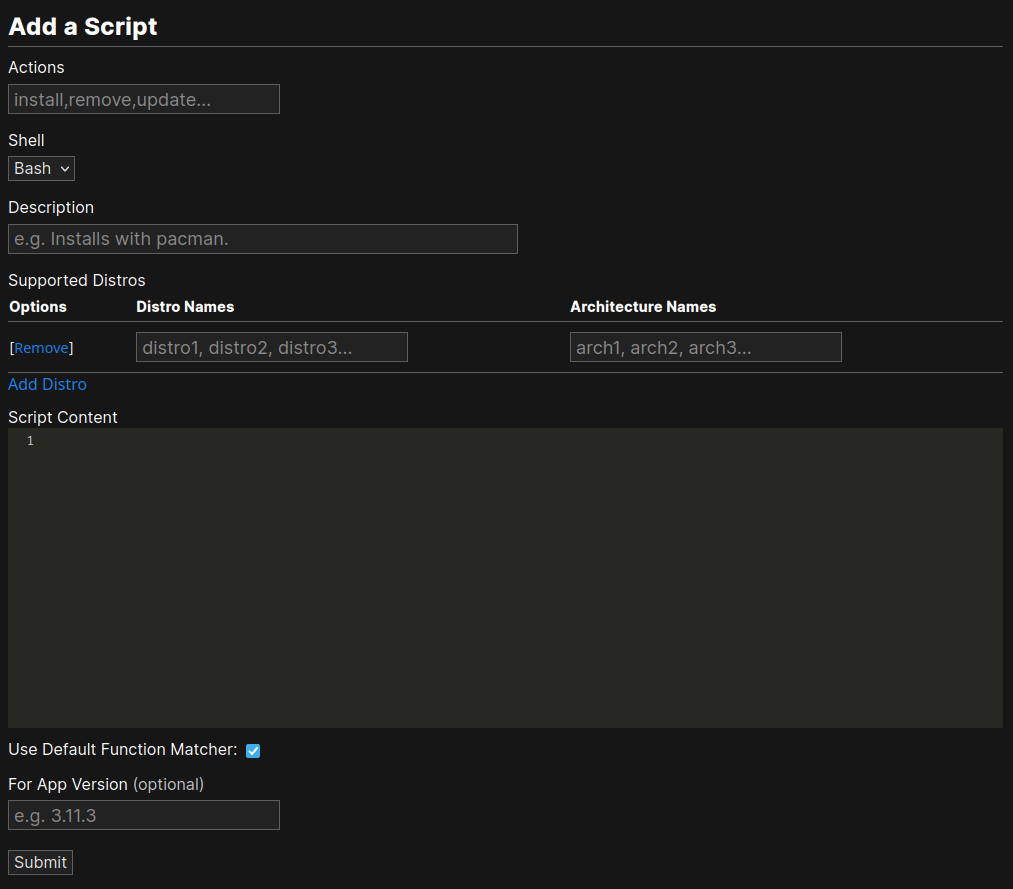 Add a Script
Actions
install,remove,update...
Shell
Bash
Description
e.g. Installs with pacman.
Supported Distros
Options Distro Names Architecture Names
[Remove] distro1, distro2, distro3... arch1, arch2, arch3...
Add Distro
Script Content
1
Use Default Function Matcher:
For App Version (optional)
e.g. 3.11.3
Submit